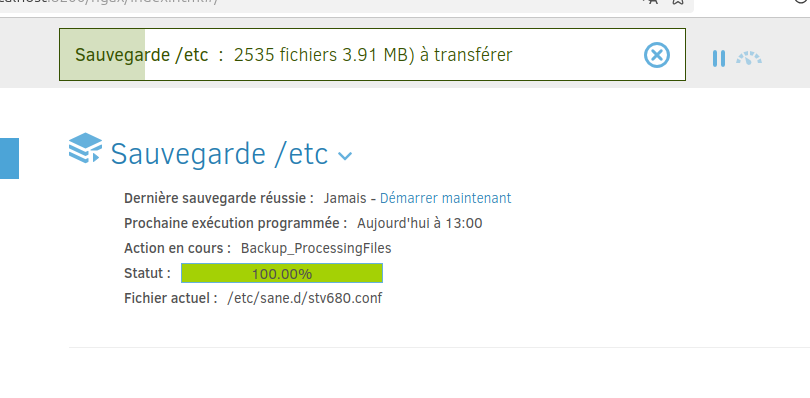 Sauvegarde /etc : 2535 fichiers 3.91 MB) à transférer
Sauvegarde /etc
Dernière sauvegarde réussie : Jamais - Démarrer maintenant
Prochaine exécution programmée : Aujourd'hui à 13:00
Action en cours : Backup_ProcessingFiles
Statut : 100.00%
Fichier actuel : /etc/sane.d/stv680.conf